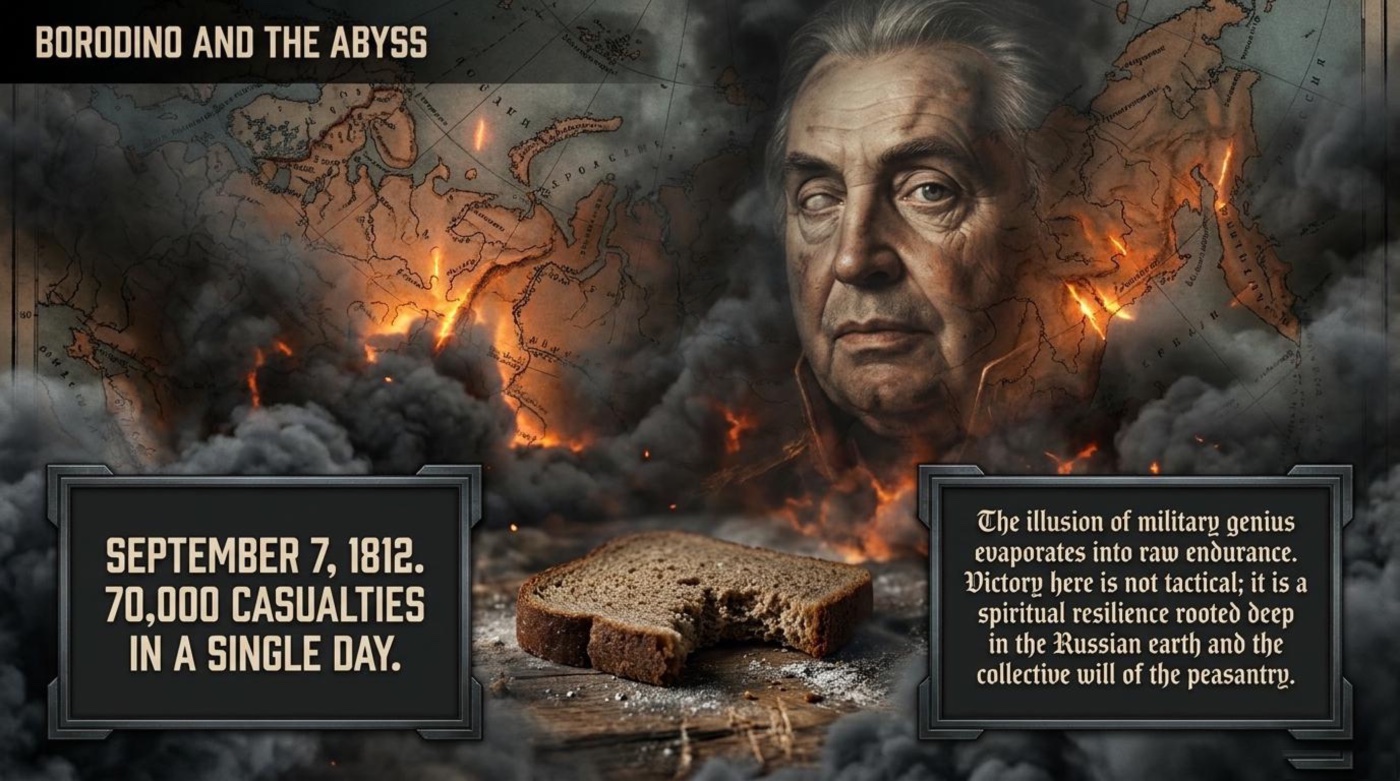 BORODINO AND THE ABYSS
SEPTEMBER 7, 1812.
70,000 CASUALTIES
IN A SINGLE DAY.
The illusion of military genius
evaporates into raw endurance.
Victory here is not tactical; it is a
spiritual resilience rooted deep
in the Russian earth and the
collective will of the peasantry.